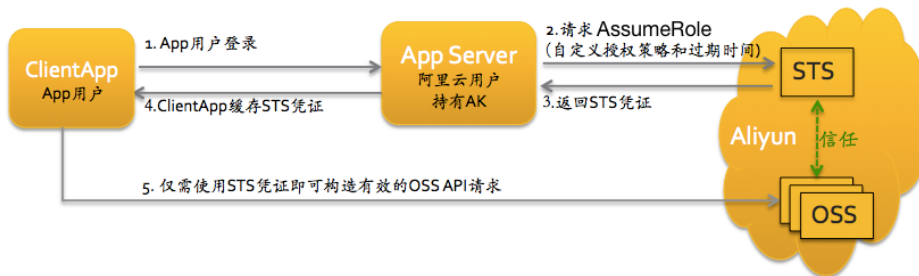 1. App用户登录
2.请求 AssumeRole
(自定义授权策略和过期时间)
ClientApp
App用户
App Server
阿里云用户
持有AK
STS
4.ClientApp缓存STS凭证
3.返回STS凭证
Aliyun
信任
5. 仅需使用STS凭证即可构造有效的OSS API请求
OSS